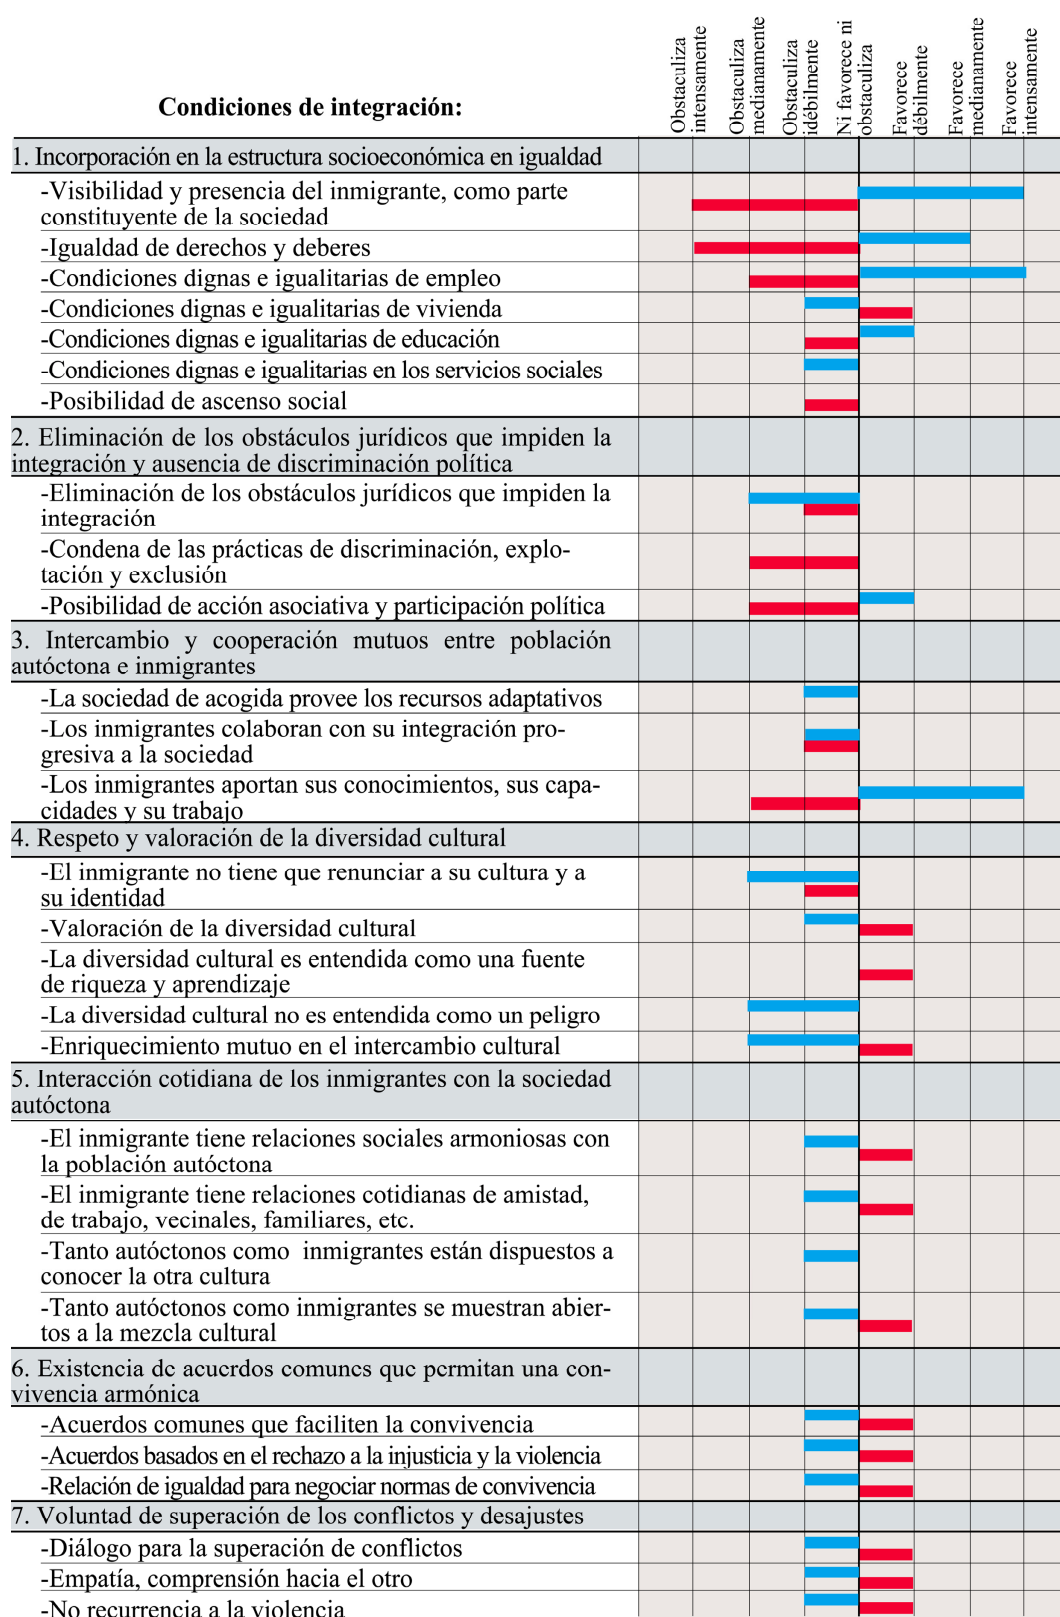 Obstaculiza
intensamente
Obstaculiza
medianamente
Obstaculiza
idébilmente
Ni favorece ni
obstaculiza
Favorece
débilmente
Favorece
medianamente
Favorece
intensamente
Condiciones de integración:
1. Incorporación en la estructura socioeconómica en igualdad
-Visibilidad y presencia del inmigrante, como parte
constituyente de la sociedad
-Igualdad de derechos y deberes
-Condiciones dignas e igualitarias de empleo
-Condiciones dignas e igualitarias de vivienda
-Condiciones dignas e igualitarias de educación
-Condiciones dignas e igualitarias en los servicios sociales
-Posibilidad de ascenso social
2. Eliminación de los obstáculos jurídicos que impiden la
integración y ausencia de discriminación política
-Eliminación de los obstáculos jurídicos que impiden la
integración
-Condena de las prácticas de discriminación, explo-
tación y exclusión
-Posibilidad de acción asociativa y participación política
3. Intercambio y cooperación mutuos entre población
autóctona e inmigrantes
-La sociedad de acogida provee los recursos adaptativos
-Los inmigrantes colaboran con su integración pro-
gresiva a la sociedad
-Los inmigrantes aportan sus conocimientos, sus capa-
cidades y su trabajo
4. Respeto y valoración de la diversidad cultural
-El inmigrante no tiene que renunciar a su cultura y a
su identidad
-Valoración de la diversidad cultural
-La diversidad cultural es entendida como una fuente
de riqueza y aprendizaje
-La diversidad cultural no es entendida como un peligro
-Enriquecimiento mutuo en el intercambio cultural
5. Interacción cotidiana de los inmigrantes con la sociedad
autóctona
-El inmigrante tiene relaciones sociales armoniosas con
la población autóctona
-El inmigrante tiene relaciones cotidianas de amistad,
de trabajo, vecinales, familiares, etc.
-Tanto autóctonos como inmigrantes están dispuestos a
conocer la otra cultura
-Tanto autóctonos como inmigrantes se muestran abier-
tos a la mezcla cultural
6. Existencia de acuerdos comunes que permitan una con-
vivencia armónica
-Acuerdos comunes que faciliten la convivencia
-Acuerdos basados en el rechazo a la injusticia y la violencia
-Relación de igualdad para negociar normas de convivencia
7. Voluntad de superación de los conflictos y desajustes
-Diálogo para la superación de conflictos
-Empatía, comprensión hacia el otro
-No recurrencia a la violencia